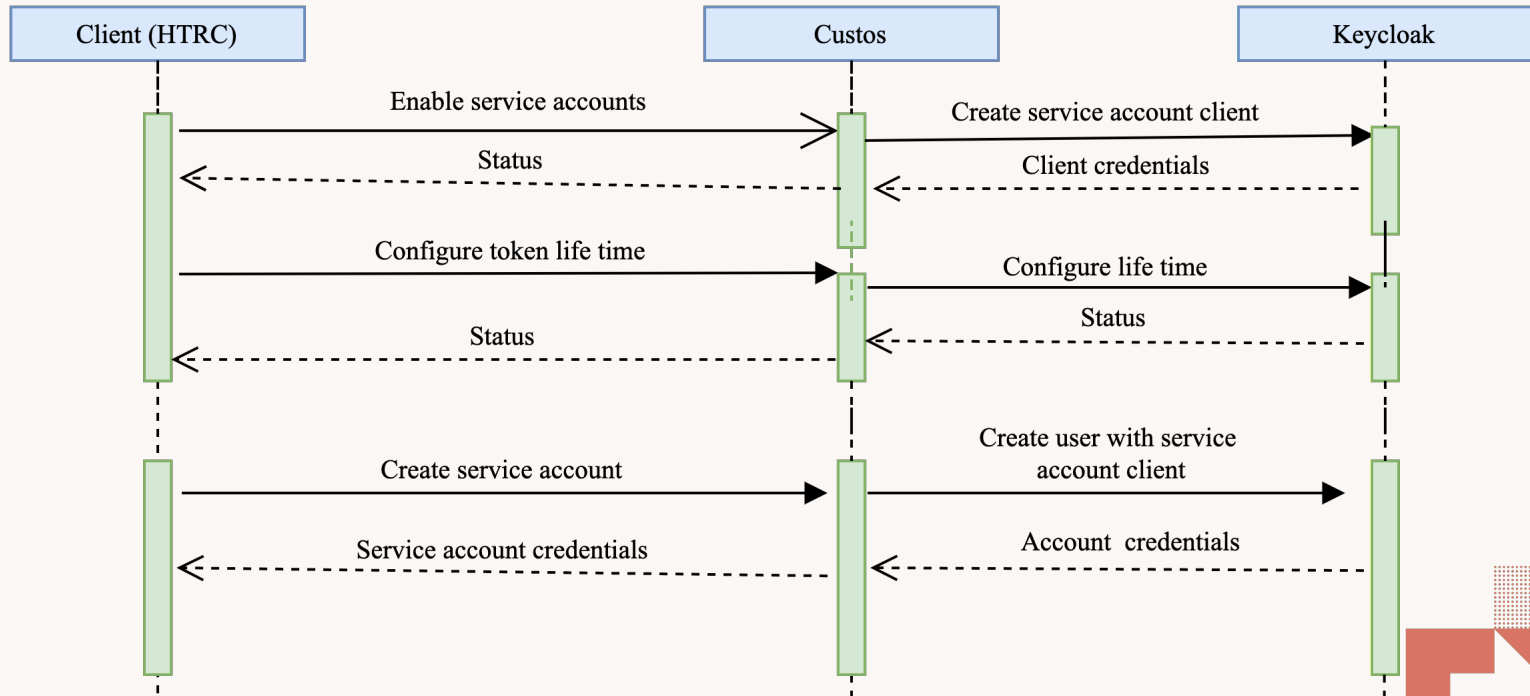 Client (HTRC)
Custos
Keycloak
Enable service accounts
Create service account client
Status
Client credentials
Configure token life time
Configure life time
Status
Status
Create user with service
account client
Create service account
Service account credentials
Account credentials